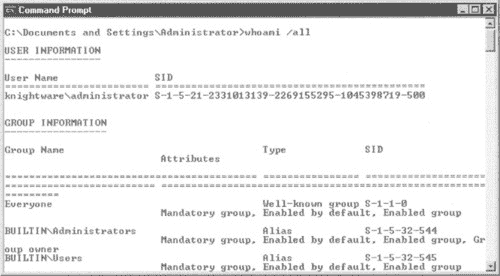 Command Prompt
C:\Documents and Settings\Administrator>whoami /all
USER INFORMATION
----------------
User Name                SID
======================== ============================================
knightware\administrator S-1-5-21-2331013139-2269155295-1045398719-500
GROUP INFORMATION
-----------------
Group Name                                 Type             SID
                         Attributes
========================================== ================ ============
=========
Everyone                                   Well-known group S-1-1-0
                         Mandatory group, Enabled by default, Enabled group
BUILTIN\Administrators                     Alias            S-1-5-32-544
                         Mandatory group, Enabled by default, Enabled group, Gr
oup owner
BUILTIN\Users                              Alias            S-1-5-32-545
                         Mandatory group, Enabled by default, Enabled group